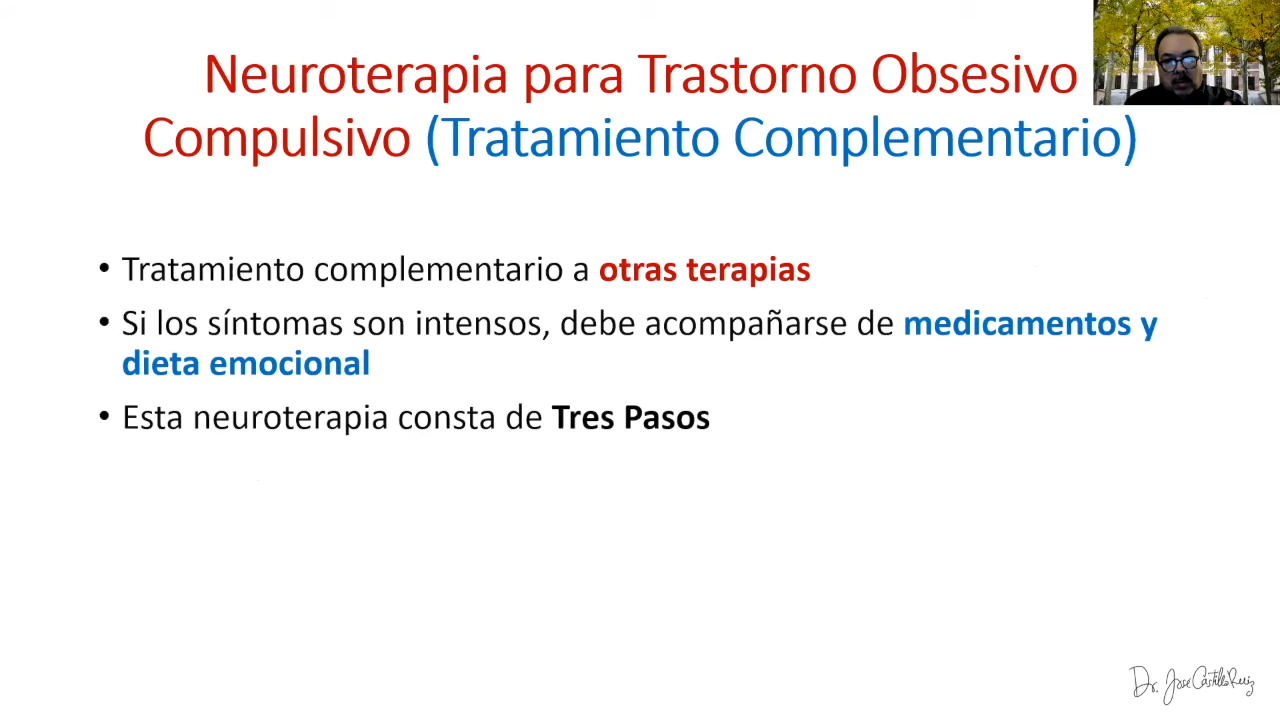 Neuroterapia para Trastorno Obsesivo
Compulsivo (Tratamiento Complementario)
• Tratamiento complementario a otras terapias
• Si los síntomas son intensos, debe acompañarse de medicamentos y
dieta emocional
• Esta neuroterapia consta de Tres Pasos
Dr. Jose Castillo Ruiz